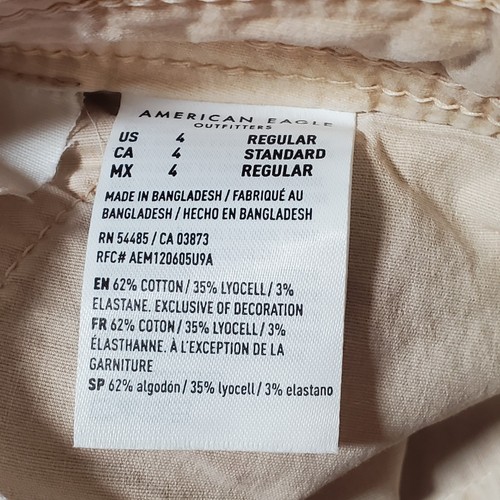 AMERICAN EAGLE
OUTFITTERS
US 4 REGULAR
CA 4 STANDARD
MX 4 REGULAR
MADE IN BANGLADESH / FABRIQUÉ AU
BANGLADESH / HECHO EN BANGLADESH
RN 54485 / CA 03873
RFC# AEM120605U9A
EN 62% COTTON / 35% LYOCELL / 3%
ELASTANE. EXCLUSIVE OF DECORATION
FR 62% COTON / 35% LYOCELL / 3%
ÉLASTHANNE. À L'EXCEPTION DE LA
GARNITURE
SP 62% algodón / 35% lyocell / 3% elastano